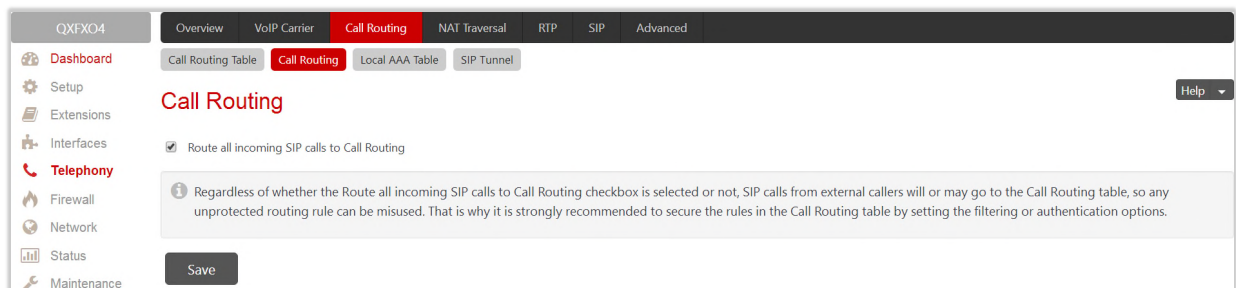 QXFXO4
Overview VoIP Carrier Call Routing NAT Traversal RTP SIP Advanced
Dashboard
Setup
Extensions
Interfaces
Telephony
Firewall
Network
Status
Maintenance
Call Routing Table Call Routing Local AAA Table SIP Tunnel
Help
Call Routing
Route all incoming SIP calls to Call Routing
Regardless of whether the Route all incoming SIP calls to Call Routing checkbox is selected or not, SIP calls from external callers will or may go to the Call Routing table, so any
unprotected routing rule can be misused. That is why it is strongly recommended to secure the rules in the Call Routing table by setting the filtering or authentication options.
Save